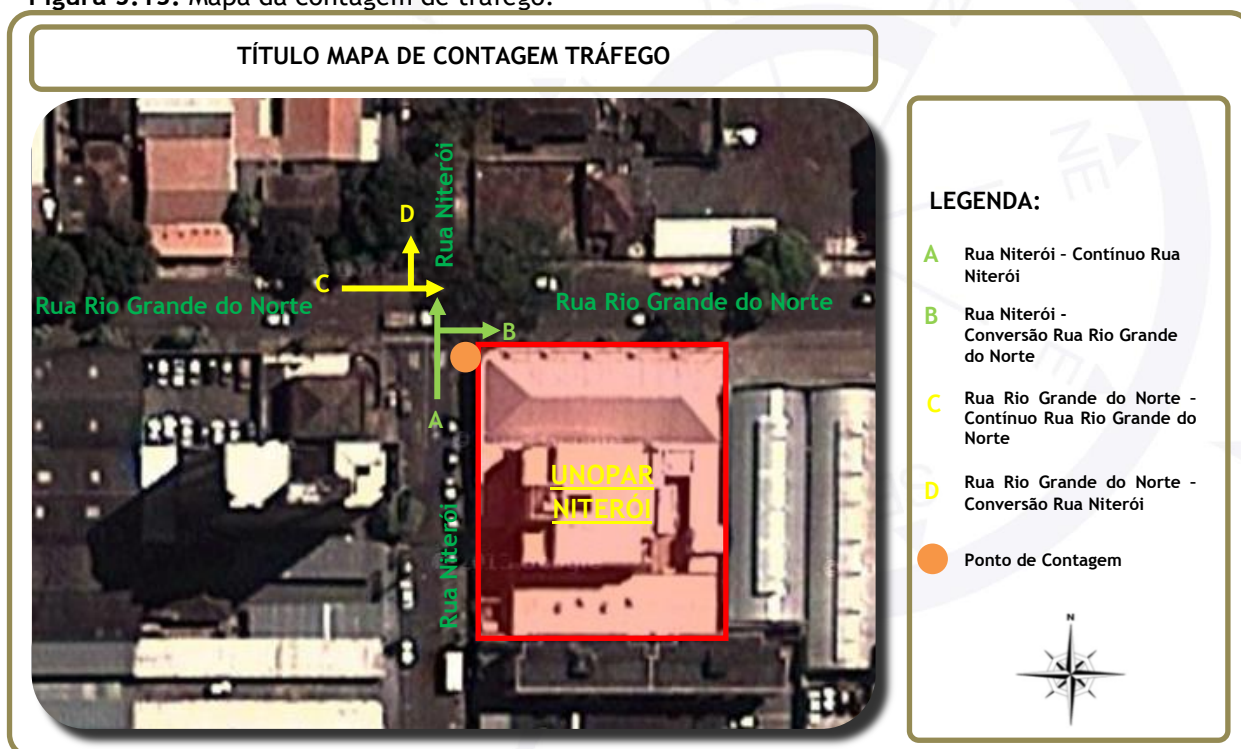 Figura 5.15: Mapa da contagem de tráfego.
TÍTULO MAPA DE CONTAGEM TRÁFEGO
Rua Niterói
D
C
Rua Rio Grande do Norte
Rua Rio Grande do Norte
B
A
UNOPAR
NITERÓI
Rua Niterói
LEGENDA:
A Rua Niterói – Contínuo Rua
Niterói
B Rua Niterói -
Conversão Rua Rio Grande
do Norte
C Rua Rio Grande do Norte –
Contínuo Rua Rio Grande do
Norte
D Rua Rio Grande do Norte –
Conversão Rua Niterói
Ponto de Contagem
N
NE